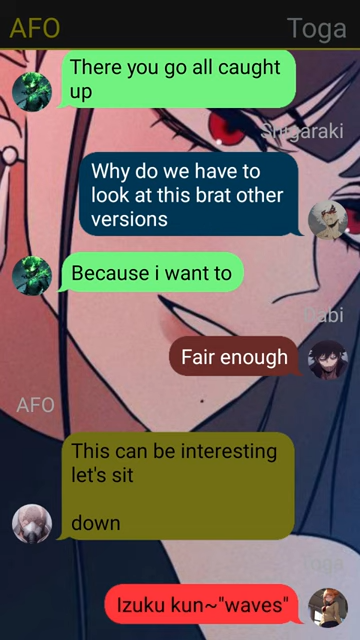 AFO
Toga
There you go all caught
up
Shigaraki
Why do we have to
look at this brat other
versions
Because i want to
Dabi
Fair enough
AFO
This can be interesting
let's sit
down
Toga
Izuku kun~"waves"